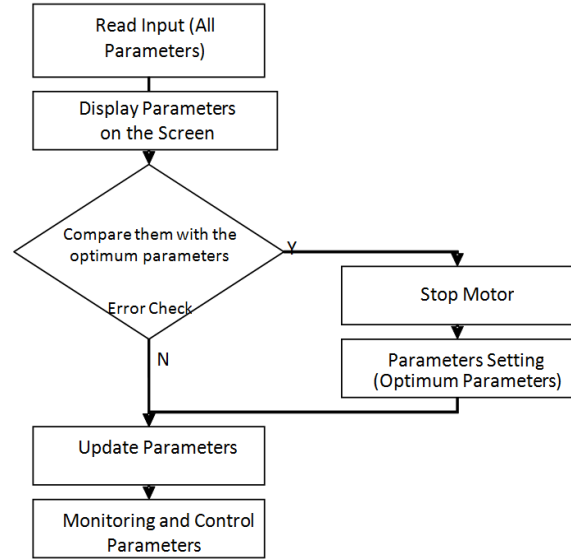 Read Input (All
Parameters)
Display Parameters
on the Screen
Compare them with the
optimum parameters
Error Check
Y
Stop Motor
N
Parameters Setting
(Optimum Parameters)
Update Parameters
Monitoring and Control
Parameters